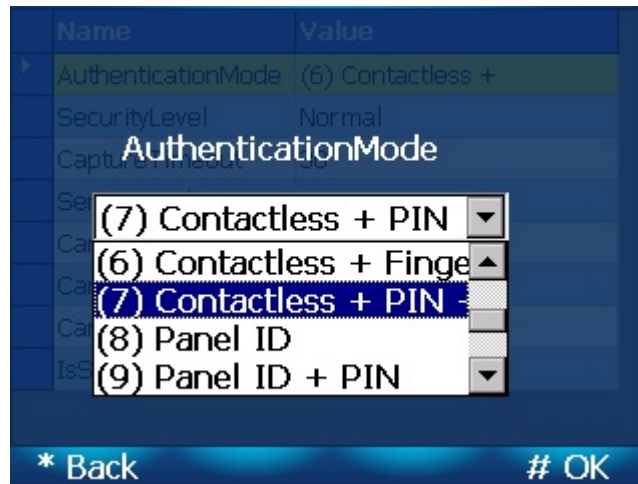 Name Value
AuthenticationMode (6) Contactless +
SecurityLevel Normal
AuthenticationMode
(7) Contactless + PIN
(6) Contactless + Finge
(7) Contactless + PIN -
(8) Panel ID
(9) Panel ID + PIN
* Back # OK